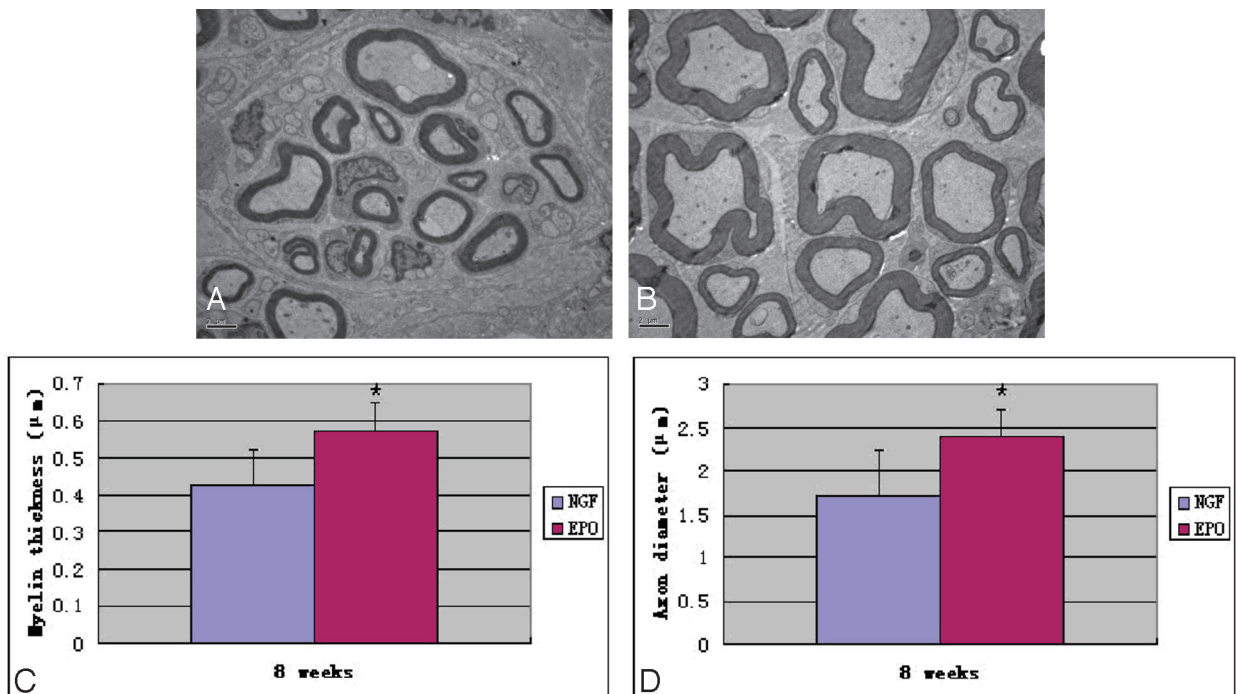 A
2 μm
B
2 μm
Myelin thickness (μm)
0.7
0.6
0.5
0.4
0.3
0.2
0.1
0
*
NGF
EPO
8 weeks
C
Axon diameter (μm)
3
2.5
2
1.5
1
0.5
0
*
NGF
EPO
8 weeks
D